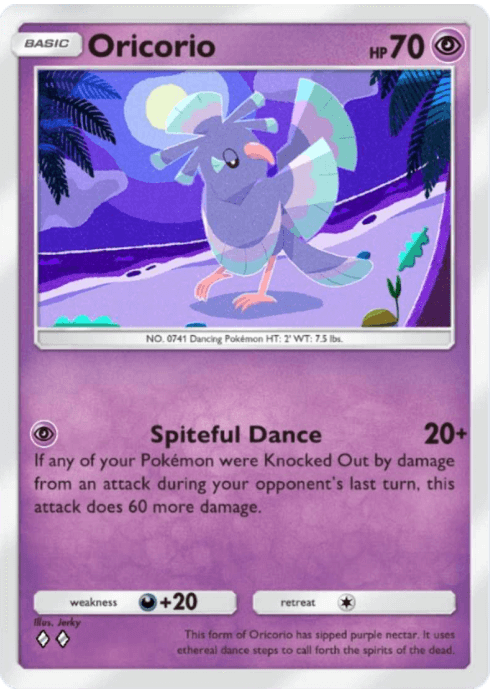 BASIC Oricorio HP 70
NO. 0741 Dancing Pokémon HT: 2' WT: 7.5 lbs.
Spiteful Dance 20+
If any of your Pokémon were Knocked Out by damage
from an attack during your opponent's last turn, this
attack does 60 more damage.
weakness +20 retreat
Illus. Jerky
This form of Oricorio has sipped purple nectar. It uses
ethereal dance steps to call forth the spirits of the dead.